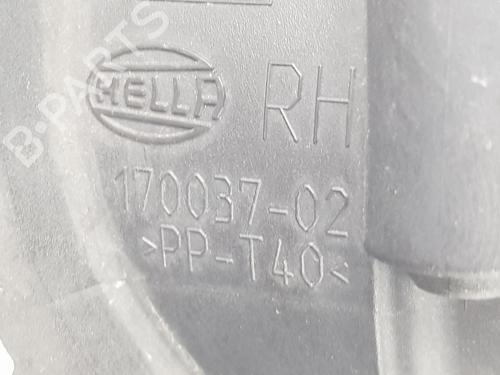 HELLA RH
170037-02
>PP-T40<
B-PARTS